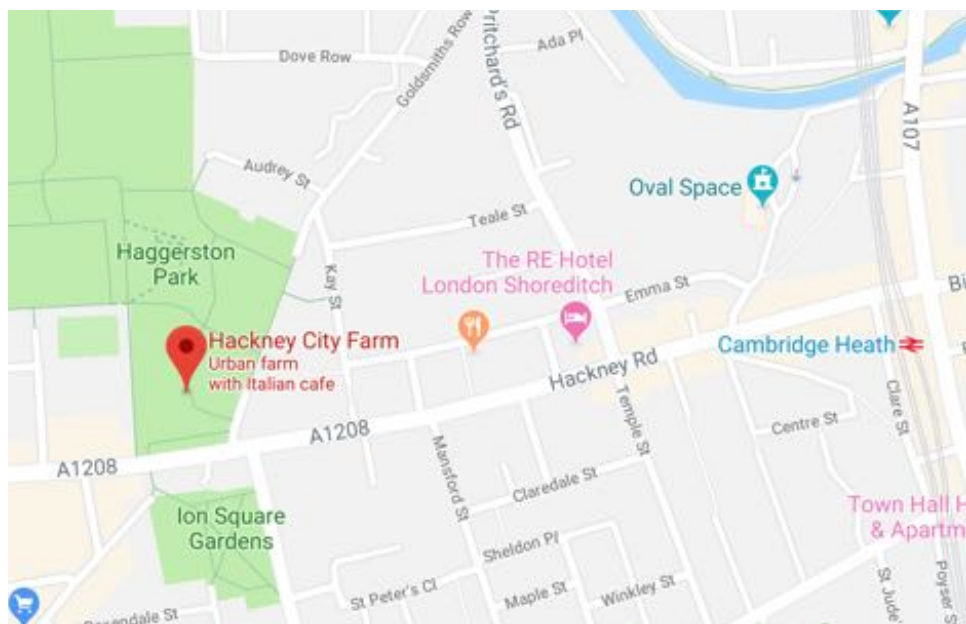 Dove Row
Goldsmiths Row
Pritchard's Rd
Ada Pl
A107
Audrey St
Oval Space
Teale St
Haggerston
Park
Kay St
The RE Hotel
London Shoreditch
Emma St
Hackney City Farm
Urban farm
with Italian cafe
Cambridge Heath
Hackney Rd
Clare St
A1208
Temple St
Centre St
A1208
Mansford St
Claredale St
Ion Square
Gardens
Town Hall H
& Apartm
Sheldon Pl
St Peter's Cl
Maple St
Winkley St
St Jude'
Poyser St